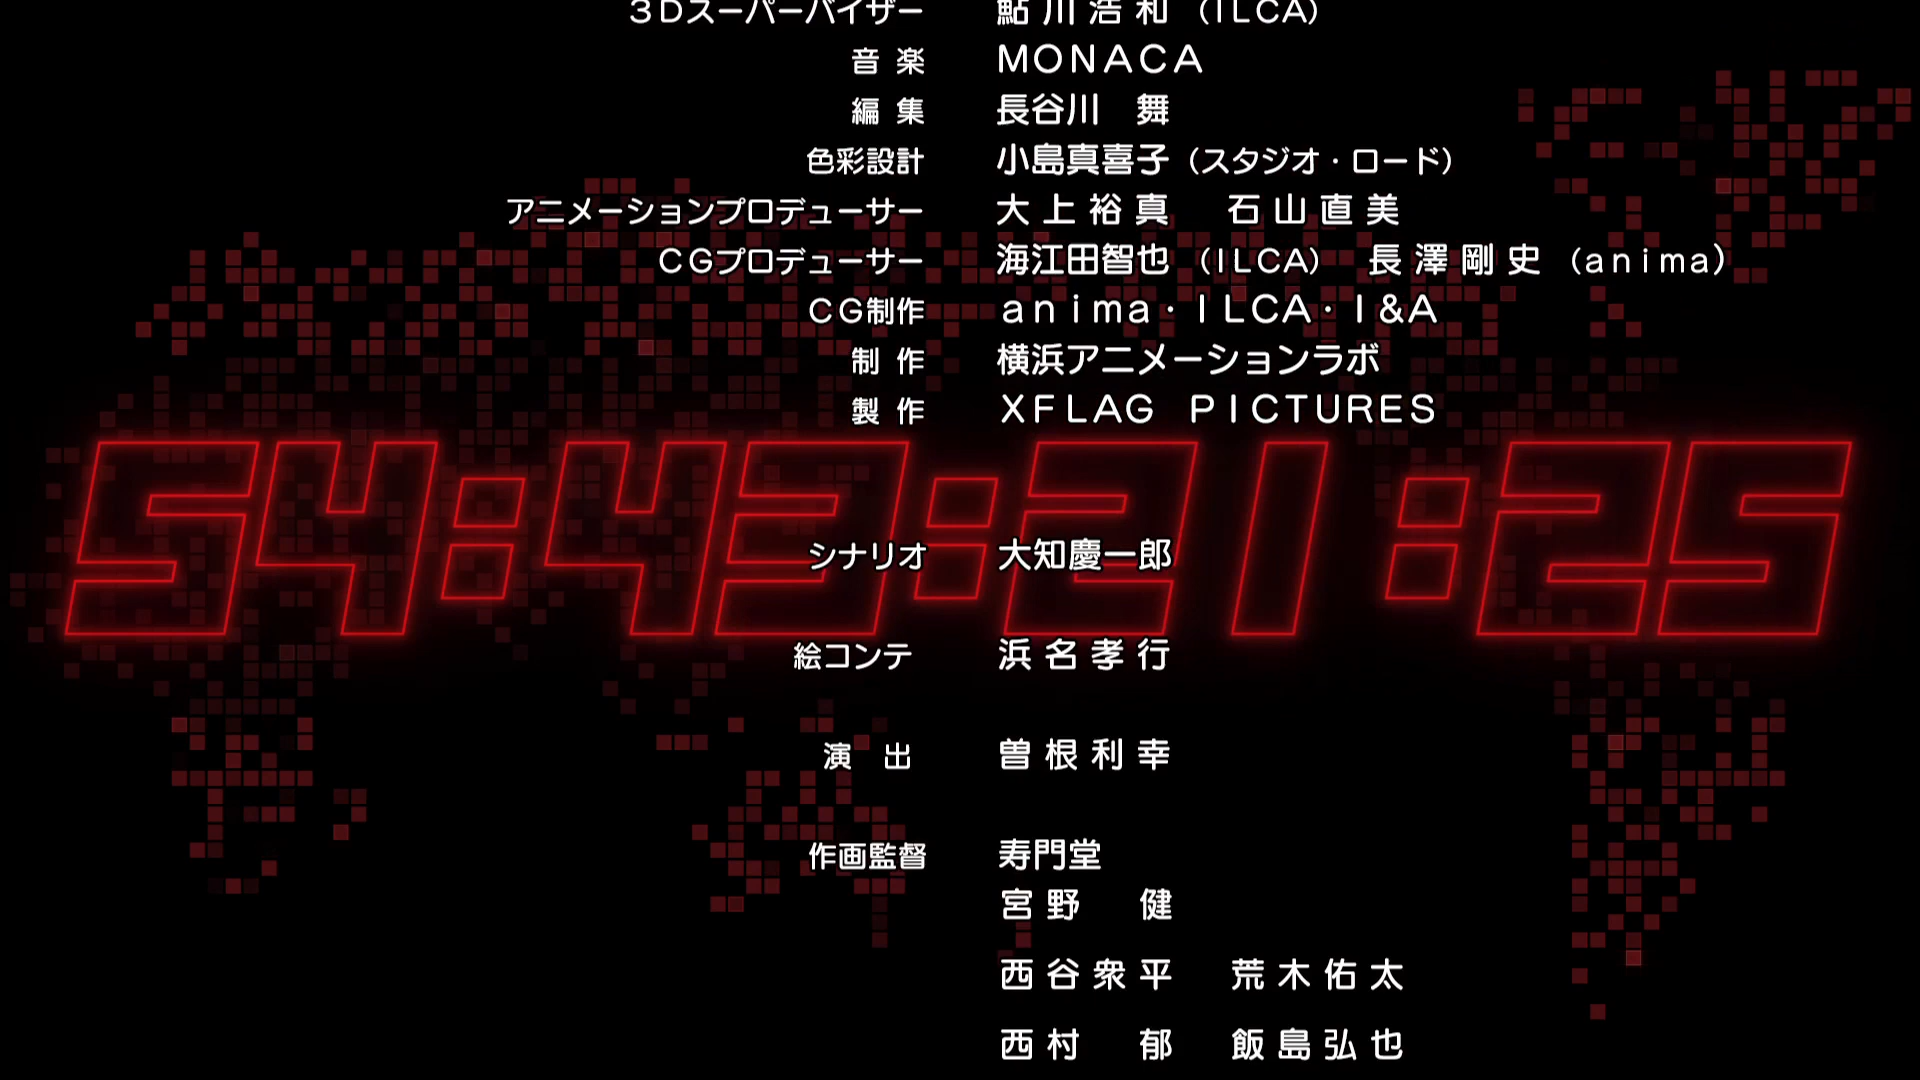 3Dスーパーバイザー 鮎川浩和 (ILCA)
音楽 MONACA
編集 長谷川 舞
色彩設計 小島真喜子 (スタジオ・ロード)
アニメーションプロデューサー 大上裕真 石山直美
CGプロデューサー 海江田智也 (ILCA) 長澤剛史 (anima)
CG制作 anima・ILCA・I&A
制作 横浜アニメーションラボ
製作 XFLAG PICTURES
54:43:21:25
シナリオ 大知慶一郎
絵コンテ 浜名孝行
演出 曽根利幸
作画監督 寿門堂
宮野 健
西谷衆平 荒木佑太
西村 郁 飯島弘也